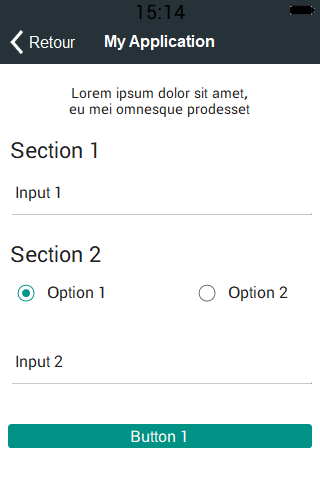 15:14
Retour
My Application
Lorem ipsum dolor sit amet,
eu mei omnesque prodesset
Section 1
Input 1
Section 2
Option 1
Option 2
Input 2
Button 1